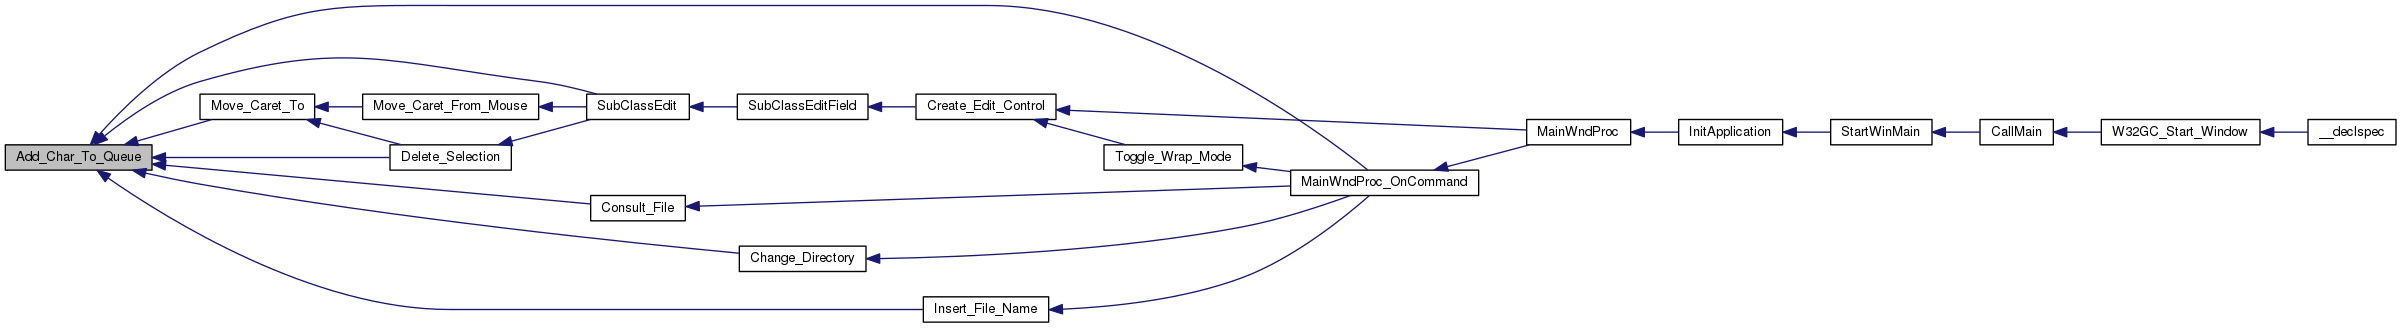 Add_Char_To_Queue
Move_Caret_To
Move_Caret_From_Mouse
SubClassEdit
SubClassEditField
Create_Edit_Control
Delete_Selection
Toggle_Wrap_Mode
Consult_File
Change_Directory
Insert_File_Name
MainWndProc_OnCommand
MainWndProc
InitApplication
StartWinMain
CallMain
W32GC_Start_Window
__declspec